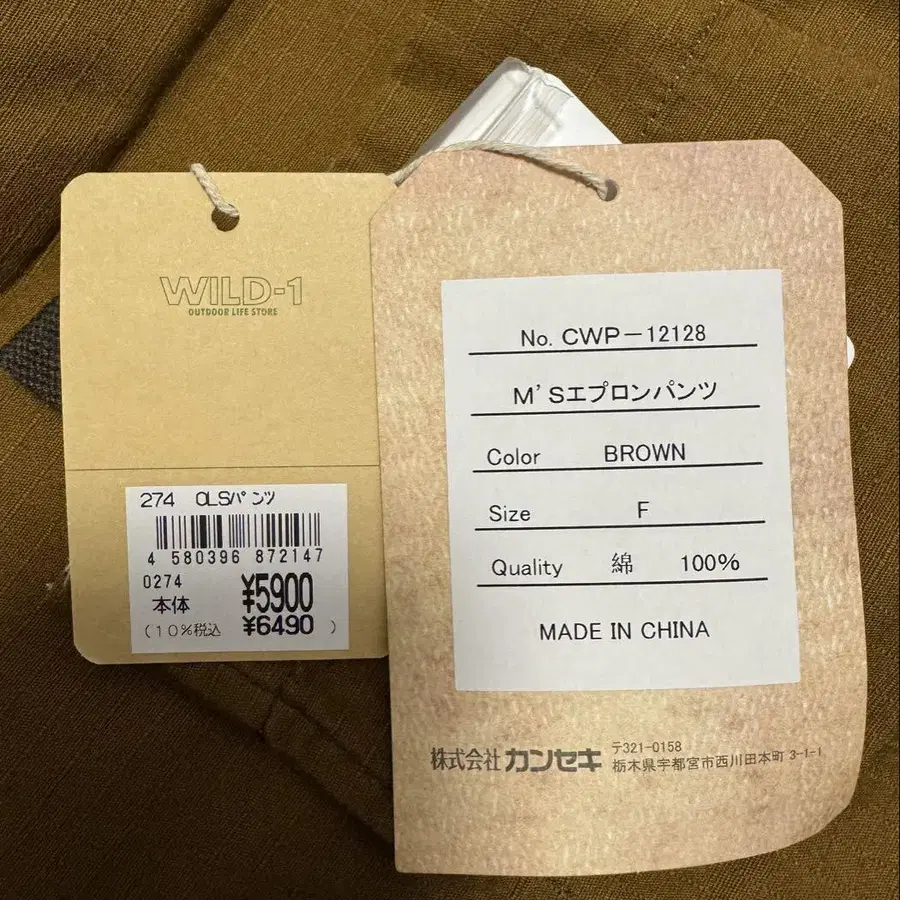 WILD-1
OUTDOOR LIFE STORE
274 OLSパンツ
4 580396 872147
0274
本体 ¥5900
(10%税込 ¥6490 )
No. CWP-12128
M'Sエプロンパンツ
Color BROWN
Size F
Quality 綿 100%
MADE IN CHINA
株式会社 カンセキ
〒321-0158
栃木県宇都宮市西川田本町 3-1-1